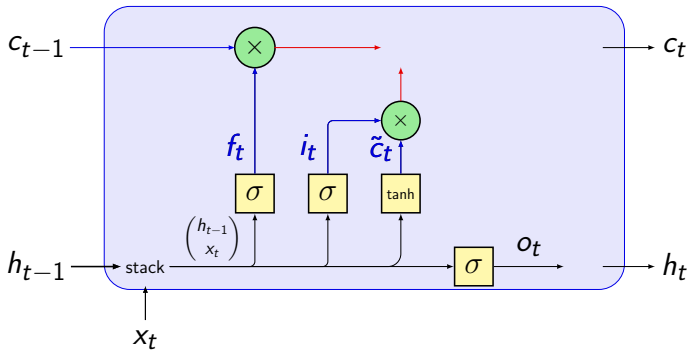 c_{t−1} × c_t
×
f_t i_t c̃_t
σ σ tanh
(h_{t−1}
x_t)
h_{t−1} stack σ o_t h_t
x_t